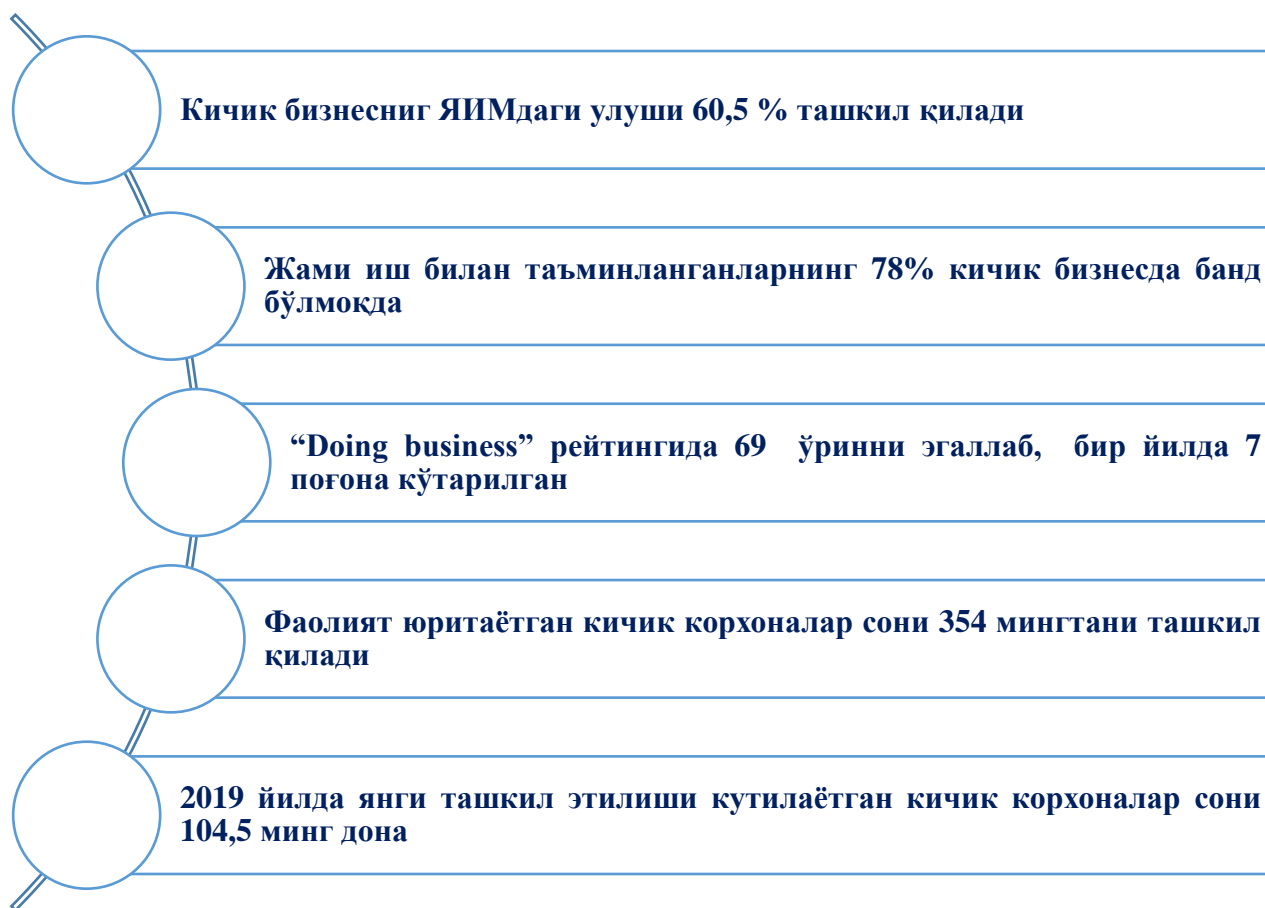 Кичик бизнесниг ЯИМдаги улуши 60,5 % ташкил қилади
Жами иш билан таъминланганларнинг 78% кичик бизнесда банд
бўлмоқда
“Doing business” рейтингида 69 ўринни эгаллаб, бир йилда 7
поғона кўтарилган
Фаолият юритаётган кичик корхоналар сони 354 мингтани ташкил
қилади
2019 йилда янги ташкил этилиши кутилаётган кичик корхоналар сони
104,5 минг дона